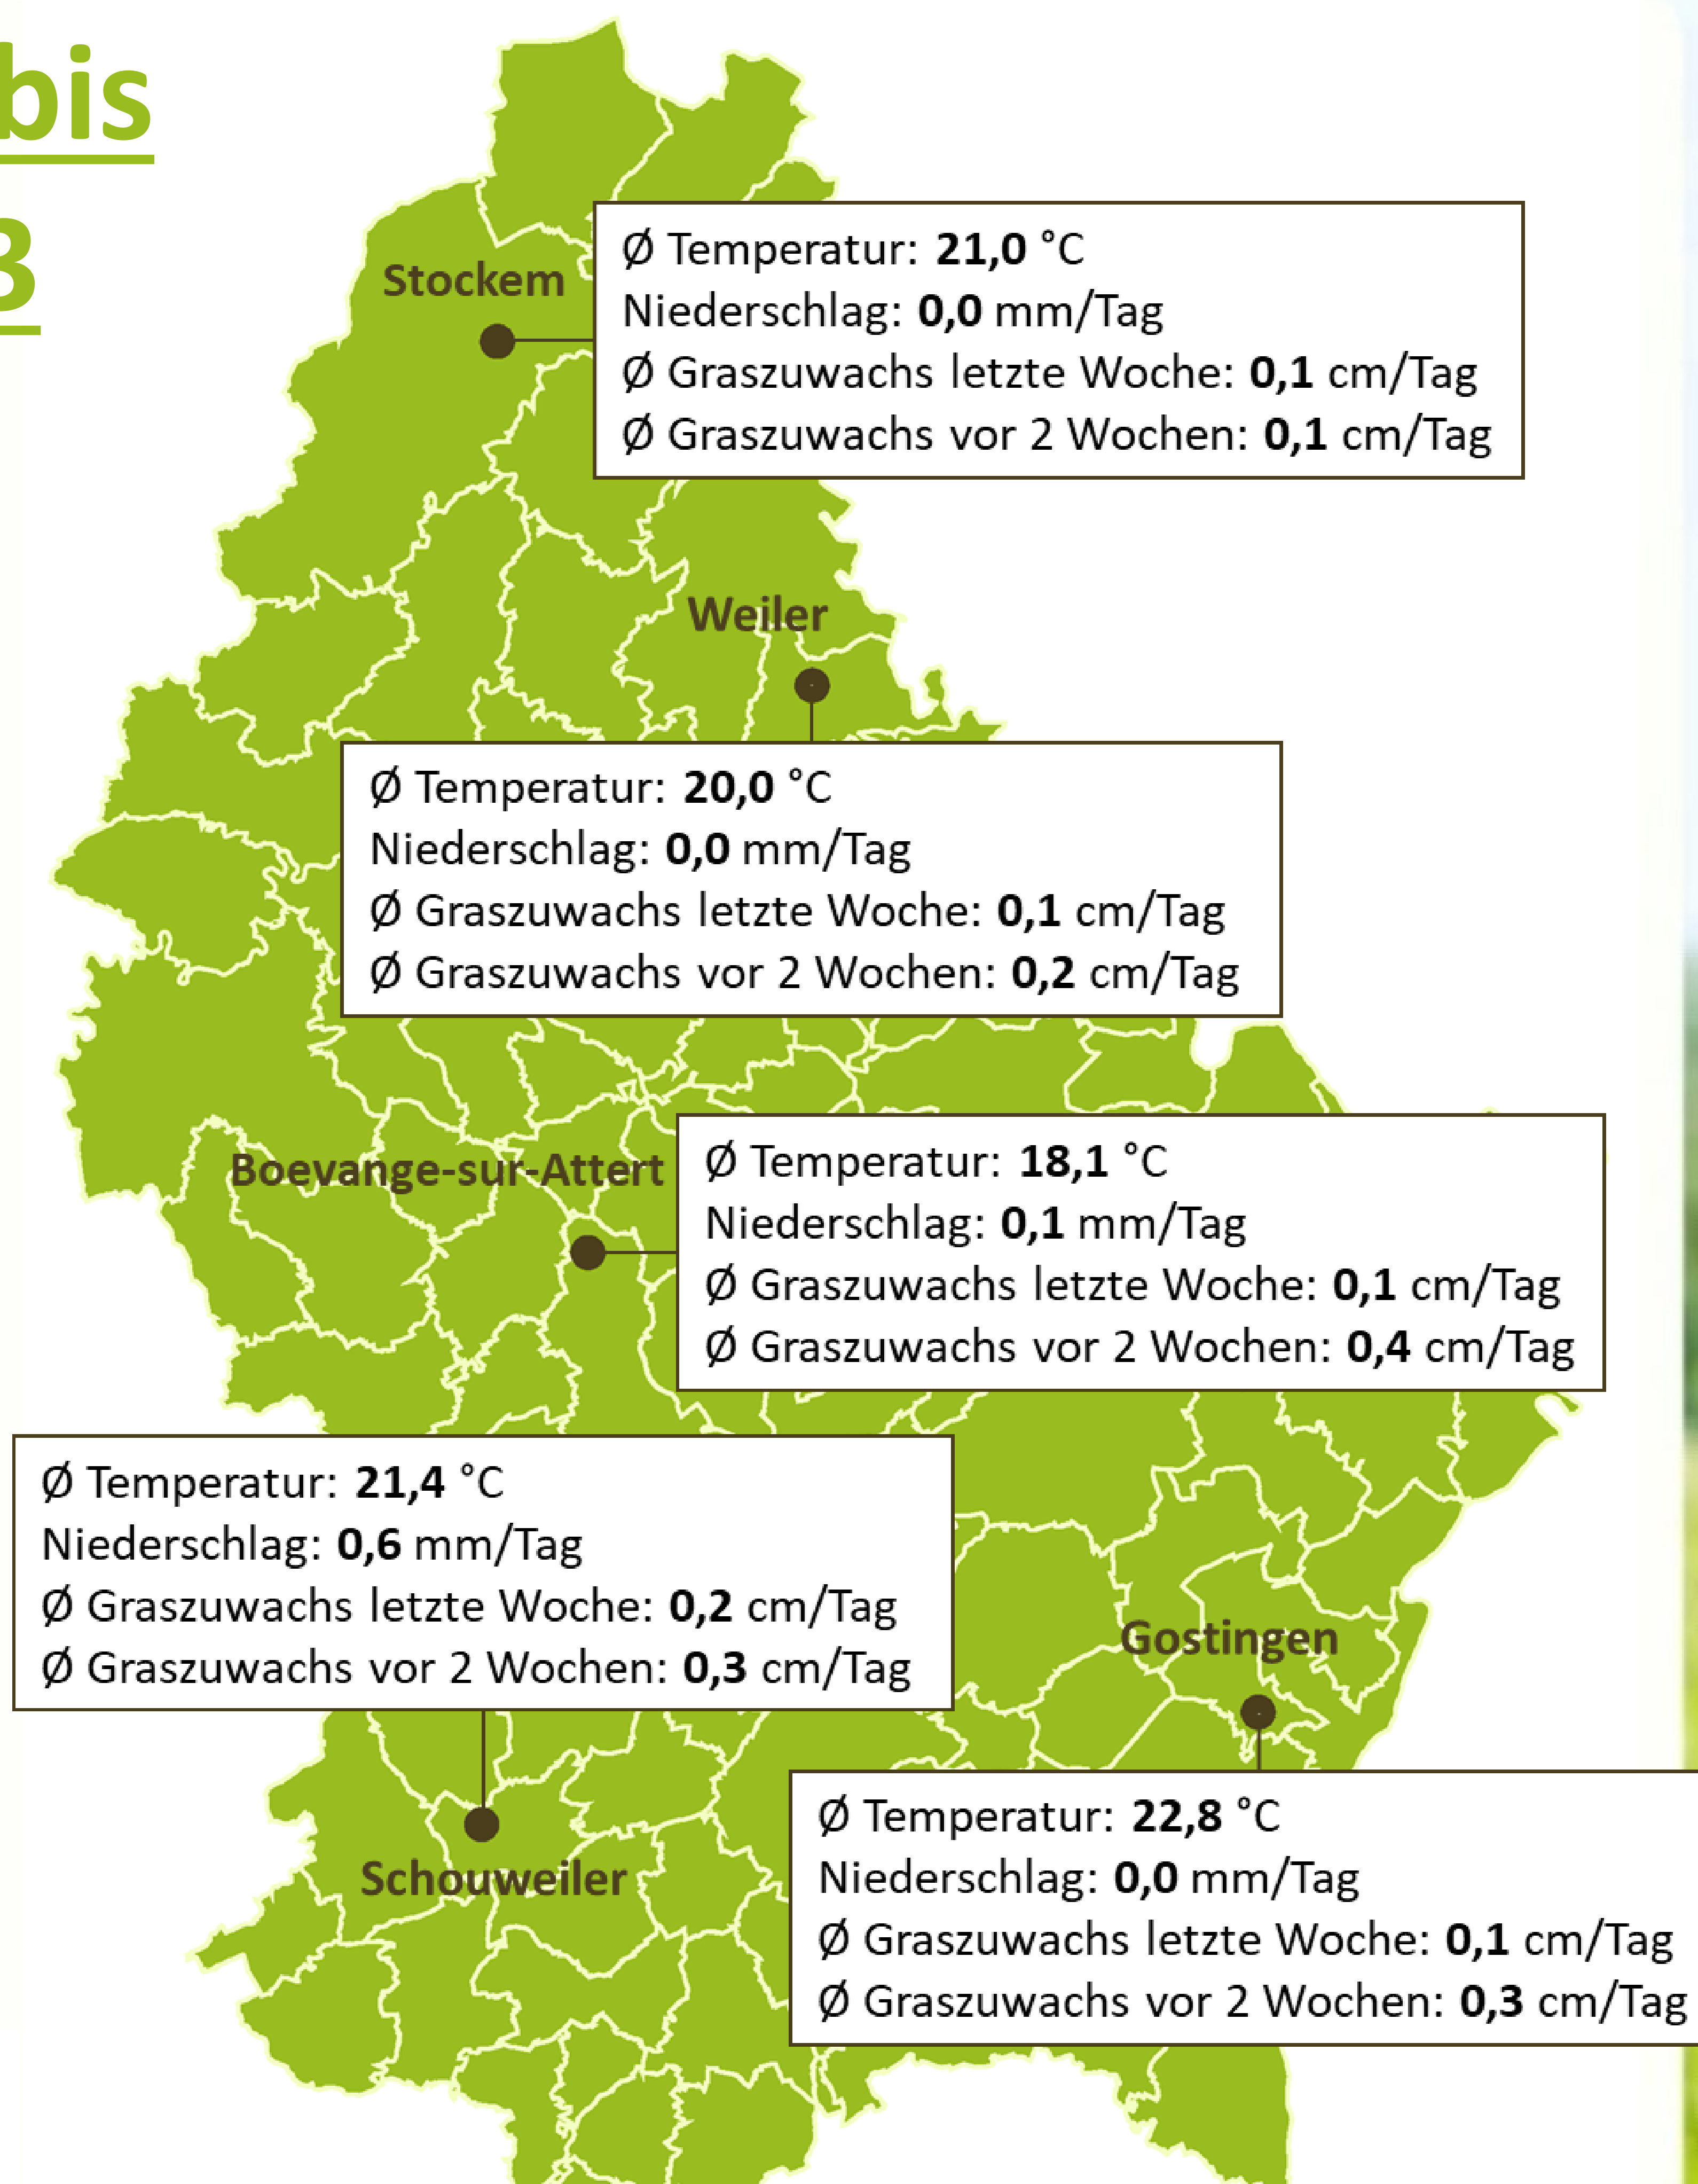 bis
3
Stockem
Ø Temperatur: 21,0 °C
Niederschlag: 0,0 mm/Tag
Ø Graszuwachs letzte Woche: 0,1 cm/Tag
Ø Graszuwachs vor 2 Wochen: 0,1 cm/Tag
Weiler
Ø Temperatur: 20,0 °C
Niederschlag: 0,0 mm/Tag
Ø Graszuwachs letzte Woche: 0,1 cm/Tag
Ø Graszuwachs vor 2 Wochen: 0,2 cm/Tag
Boevange-sur-Attert
Ø Temperatur: 18,1 °C
Niederschlag: 0,1 mm/Tag
Ø Graszuwachs letzte Woche: 0,1 cm/Tag
Ø Graszuwachs vor 2 Wochen: 0,4 cm/Tag
Ø Temperatur: 21,4 °C
Niederschlag: 0,6 mm/Tag
Ø Graszuwachs letzte Woche: 0,2 cm/Tag
Ø Graszuwachs vor 2 Wochen: 0,3 cm/Tag
Schouweiler
Gostingen
Ø Temperatur: 22,8 °C
Niederschlag: 0,0 mm/Tag
Ø Graszuwachs letzte Woche: 0,1 cm/Tag
Ø Graszuwachs vor 2 Wochen: 0,3 cm/Tag